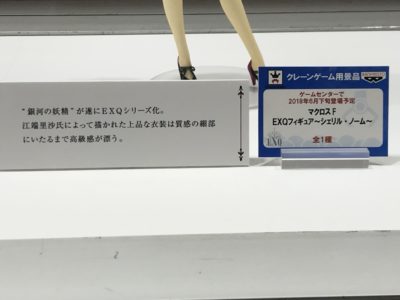 “銀河の妖精”が遂にEXQシリーズ化。
江端里沙氏によって描かれた上品な衣装は質感の細部
にいたるまで高級感が漂う。
クレーンゲーム用景品
BANPRESTO
ゲームセンターで
2018年6月下旬登場予定
マクロスF
EXQフィギュア～シェリル・ノーム～
全1種
EXQ